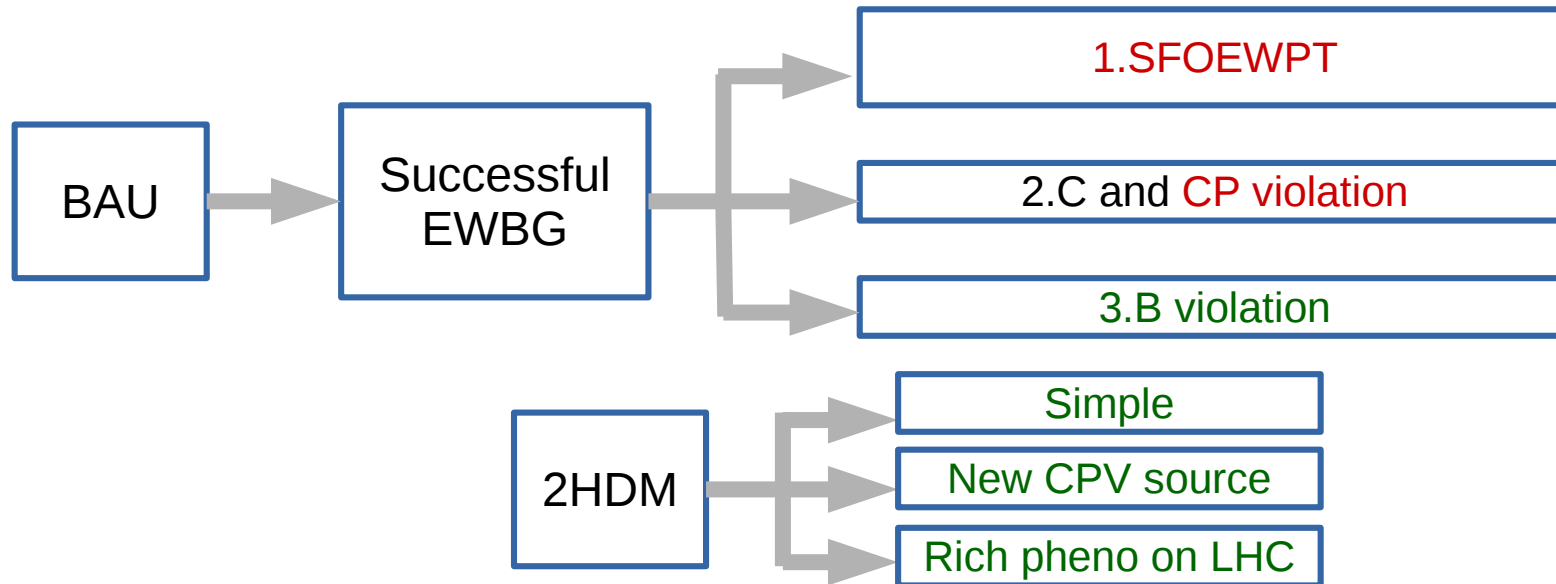 1.SFOEWPT
BAU
Successful
EWBG
2.C and CP violation
3.B violation
2HDM
Simple
New CPV source
Rich pheno on LHC